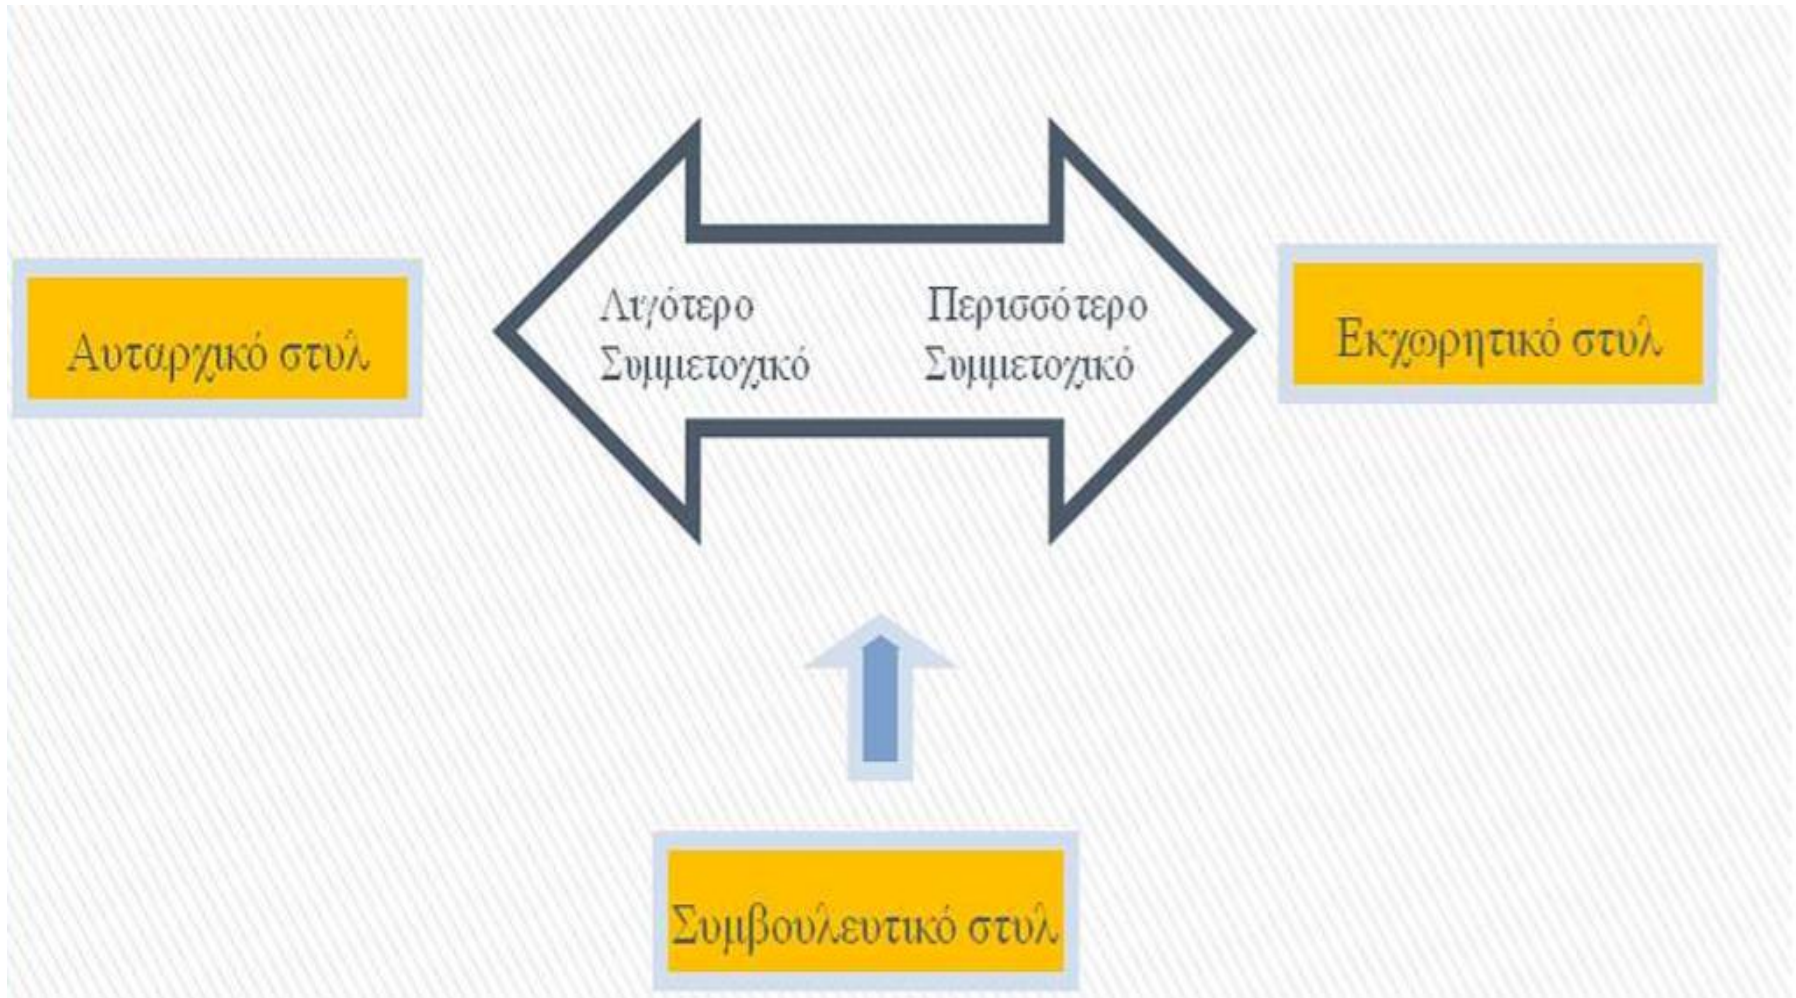 Αυταρχικό στυλ
Λιγότερο
Συμμετοχικό
Περισσότερο
Συμμετοχικό
Εκχωρητικό στυλ
Συμβουλευτικό στυλ